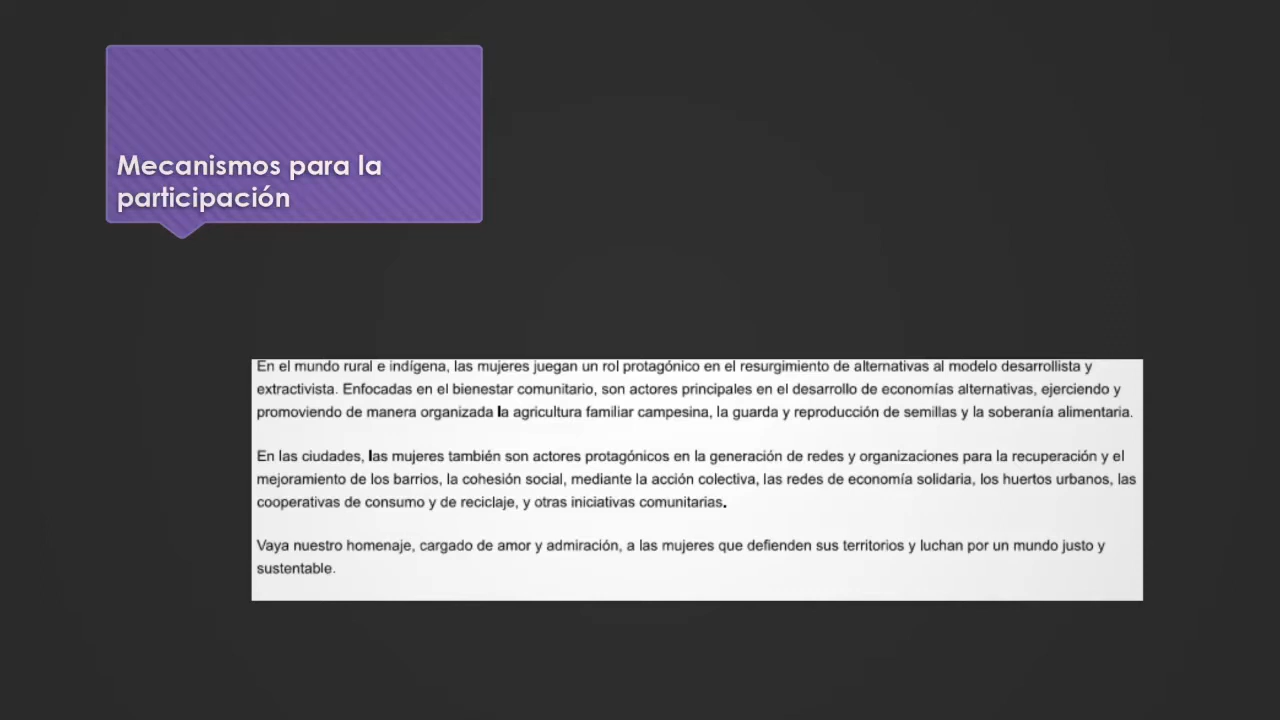 Mecanismos para la
participación
En el mundo rural e indígena, las mujeres juegan un rol protagónico en el resurgimiento de alternativas al modelo desarrollista y
extractivista. Enfocadas en el bienestar comunitario, son actores principales en el desarrollo de economías alternativas, ejerciendo y
promoviendo de manera organizada la agricultura familiar campesina, la guarda y reproducción de semillas y la soberanía alimentaria.
En las ciudades, las mujeres también son actores protagónicos en la generación de redes y organizaciones para la recuperación y el
mejoramiento de los barrios, la cohesión social, mediante la acción colectiva, las redes de economía solidaria, los huertos urbanos, las
cooperativas de consumo y de reciclaje, y otras iniciativas comunitarias.
Vaya nuestro homenaje, cargado de amor y admiración, a las mujeres que defienden sus territorios y luchan por un mundo justo y
sustentable.